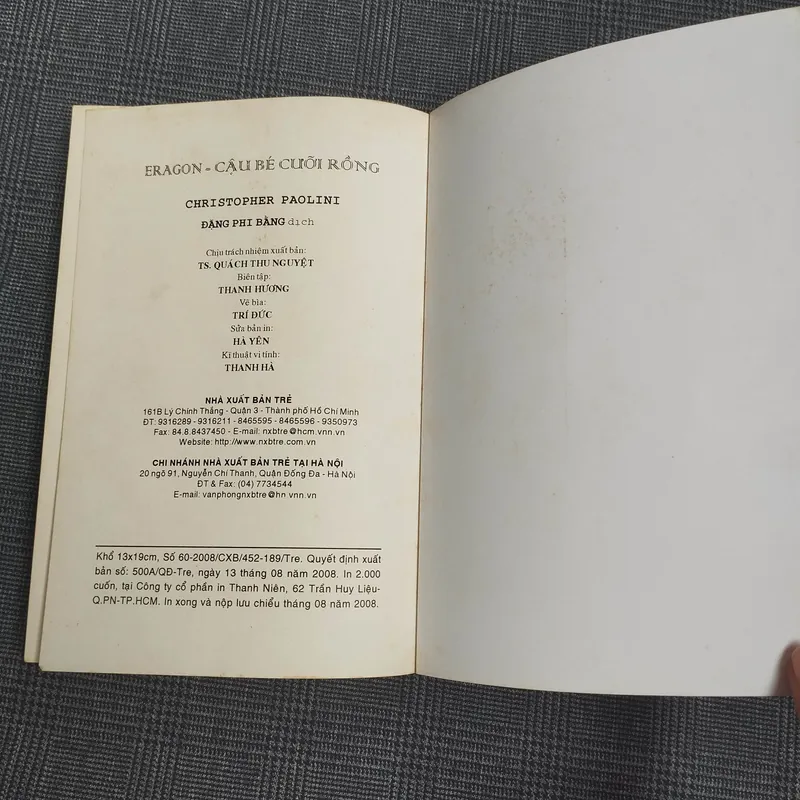 ERAGON - CẬU BÉ CƯỠI RỒNG
CHRISTOPHER PAOLINI
ĐẶNG PHI BẰNG dịch
Chịu trách nhiệm xuất bản:
TS. QUÁCH THU NGUYỆT
Biên tập:
THANH HƯƠNG
Vẽ bìa:
TRÍ ĐỨC
Sửa bản in:
HÀ YÊN
Kĩ thuật vi tính:
THANH HÀ
NHÀ XUẤT BẢN TRẺ
161B Lý Chính Thắng - Quận 3 - Thành phố Hồ Chí Minh
ĐT: 9316289 - 9316211 - 8465595 - 8465596 - 9350973
Fax: 84.8.8437450 - E-mail: nxbtre@hcm.vnn.vn
Website: http://www.nxbtre.com.vn
CHI NHÁNH NHÀ XUẤT BẢN TRẺ TẠI HÀ NỘI
20 ngõ 91, Nguyễn Chí Thanh, Quận Đống Đa - Hà Nội
ĐT & Fax: (04) 7734544
E-mail: vanphongnxbtre@hn.vnn.vn
Khổ 13x19cm, Số 60-2008/CXB/452-189/Tre. Quyết định xuất
bản số: 500A/QĐ-Tre, ngày 13 tháng 08 năm 2008. In 2.000
cuốn, tại Công ty cổ phần in Thanh Niên, 62 Trần Huy Liệu-
Q.PN-TP.HCM. In xong và nộp lưu chiểu tháng 08 năm 2008.